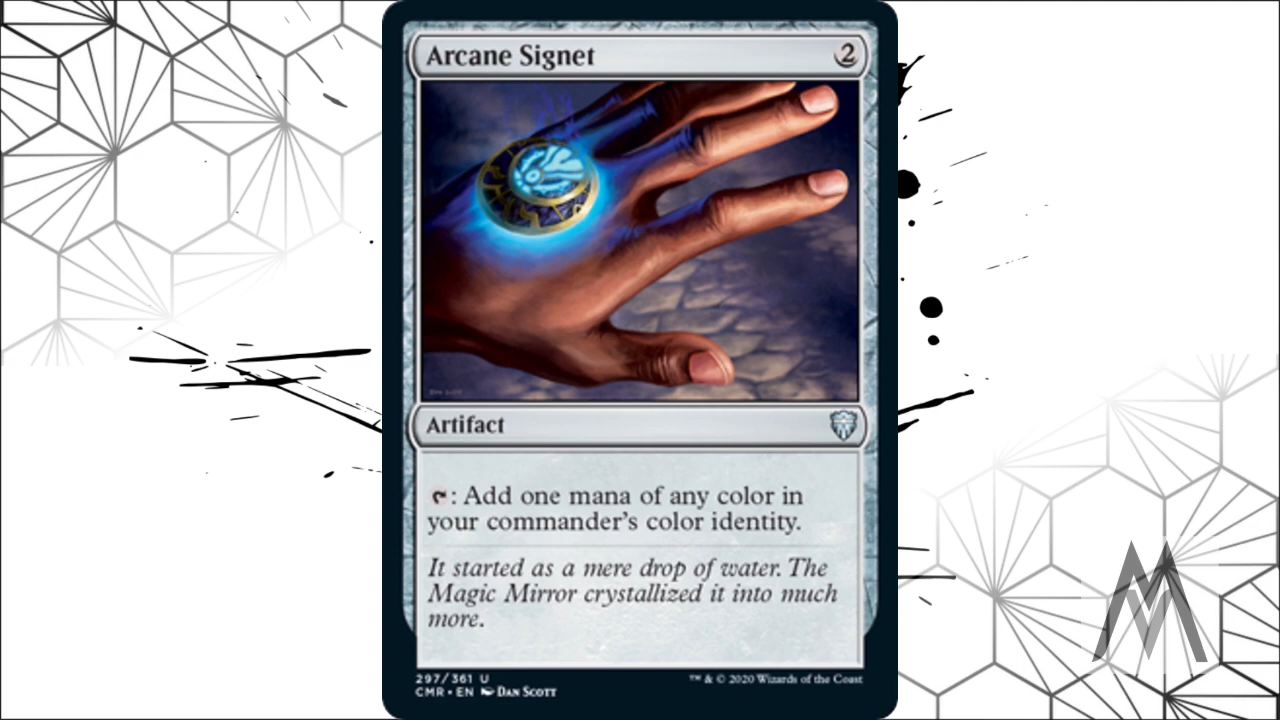 Arcane Signet 2
Artifact
: Add one mana of any color in
your commander's color identity.
It started as a mere drop of water. The
Magic Mirror crystallized it into much
more.
297/361 U
CMR • EN Dan Scott
™ & © 2020 Wizards of the Coast